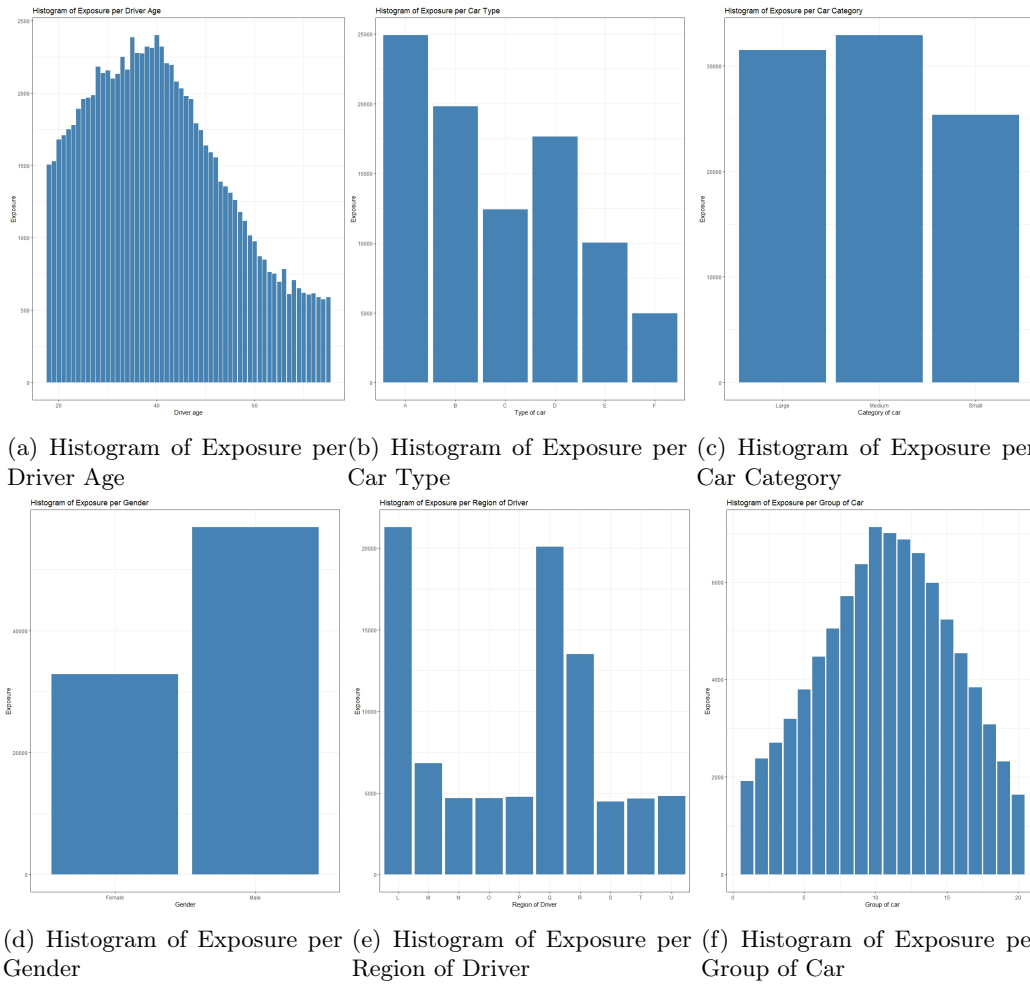 Histogram of Exposure per Driver Age
2500
2000
1500
1000
500
0
Exposure
20 40 60
Driver age
Histogram of Exposure per Car Type
25000
20000
15000
10000
5000
0
Exposure
A B C D E F
Type of car
Histogram of Exposure per Car Category
30000
20000
10000
0
Exposure
Large Medium Small
Category of car
(a) Histogram of Exposure per
Driver Age
(b) Histogram of Exposure per
Car Type
(c) Histogram of Exposure per
Car Category
Histogram of Exposure per Gender
40000
20000
0
Exposure
Female Male
Gender
Histogram of Exposure per Region of Driver
20000
15000
10000
5000
0
Exposure
L M N O P Q R S T U
Region of Driver
Histogram of Exposure per Group of Car
6000
4000
2000
0
Exposure
0 5 10 15 20
Group of car
(d) Histogram of Exposure per
Gender
(e) Histogram of Exposure per
Region of Driver
(f) Histogram of Exposure per
Group of Car